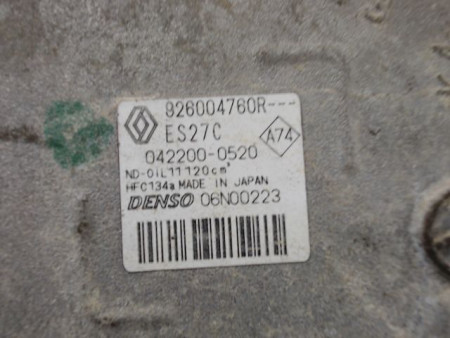 926004760R---
ES27C
A74
042200-0520
ND-OIL11 120cm³
HFC134a MADE IN JAPAN
DENSO 06N00223